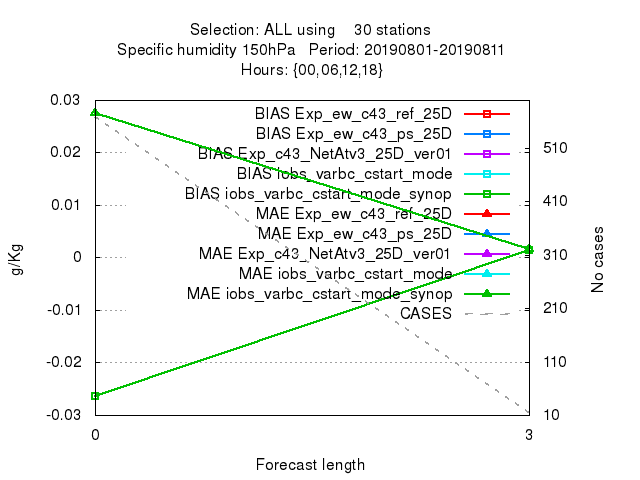 Selection: ALL using    30 stations
Specific humidity 150hPa   Period: 20190801-20190811
Hours: {00,06,12,18}
0.03
0.02
0.01
0
-0.01
-0.02
-0.03
g/Kg
BIAS Exp_ew_c43_ref_25D
BIAS Exp_ew_c43_ps_25D
BIAS Exp_c43_NetAtv3_25D_ver01
BIAS iobs_varbc_cstart_mode
BIAS iobs_varbc_cstart_mode_synop
MAE Exp_ew_c43_ref_25D
MAE Exp_ew_c43_ps_25D
MAE Exp_c43_NetAtv3_25D_ver01
MAE iobs_varbc_cstart_mode
MAE iobs_varbc_cstart_mode_synop
CASES
510
410
310
210
110
10
No cases
0 3
Forecast length